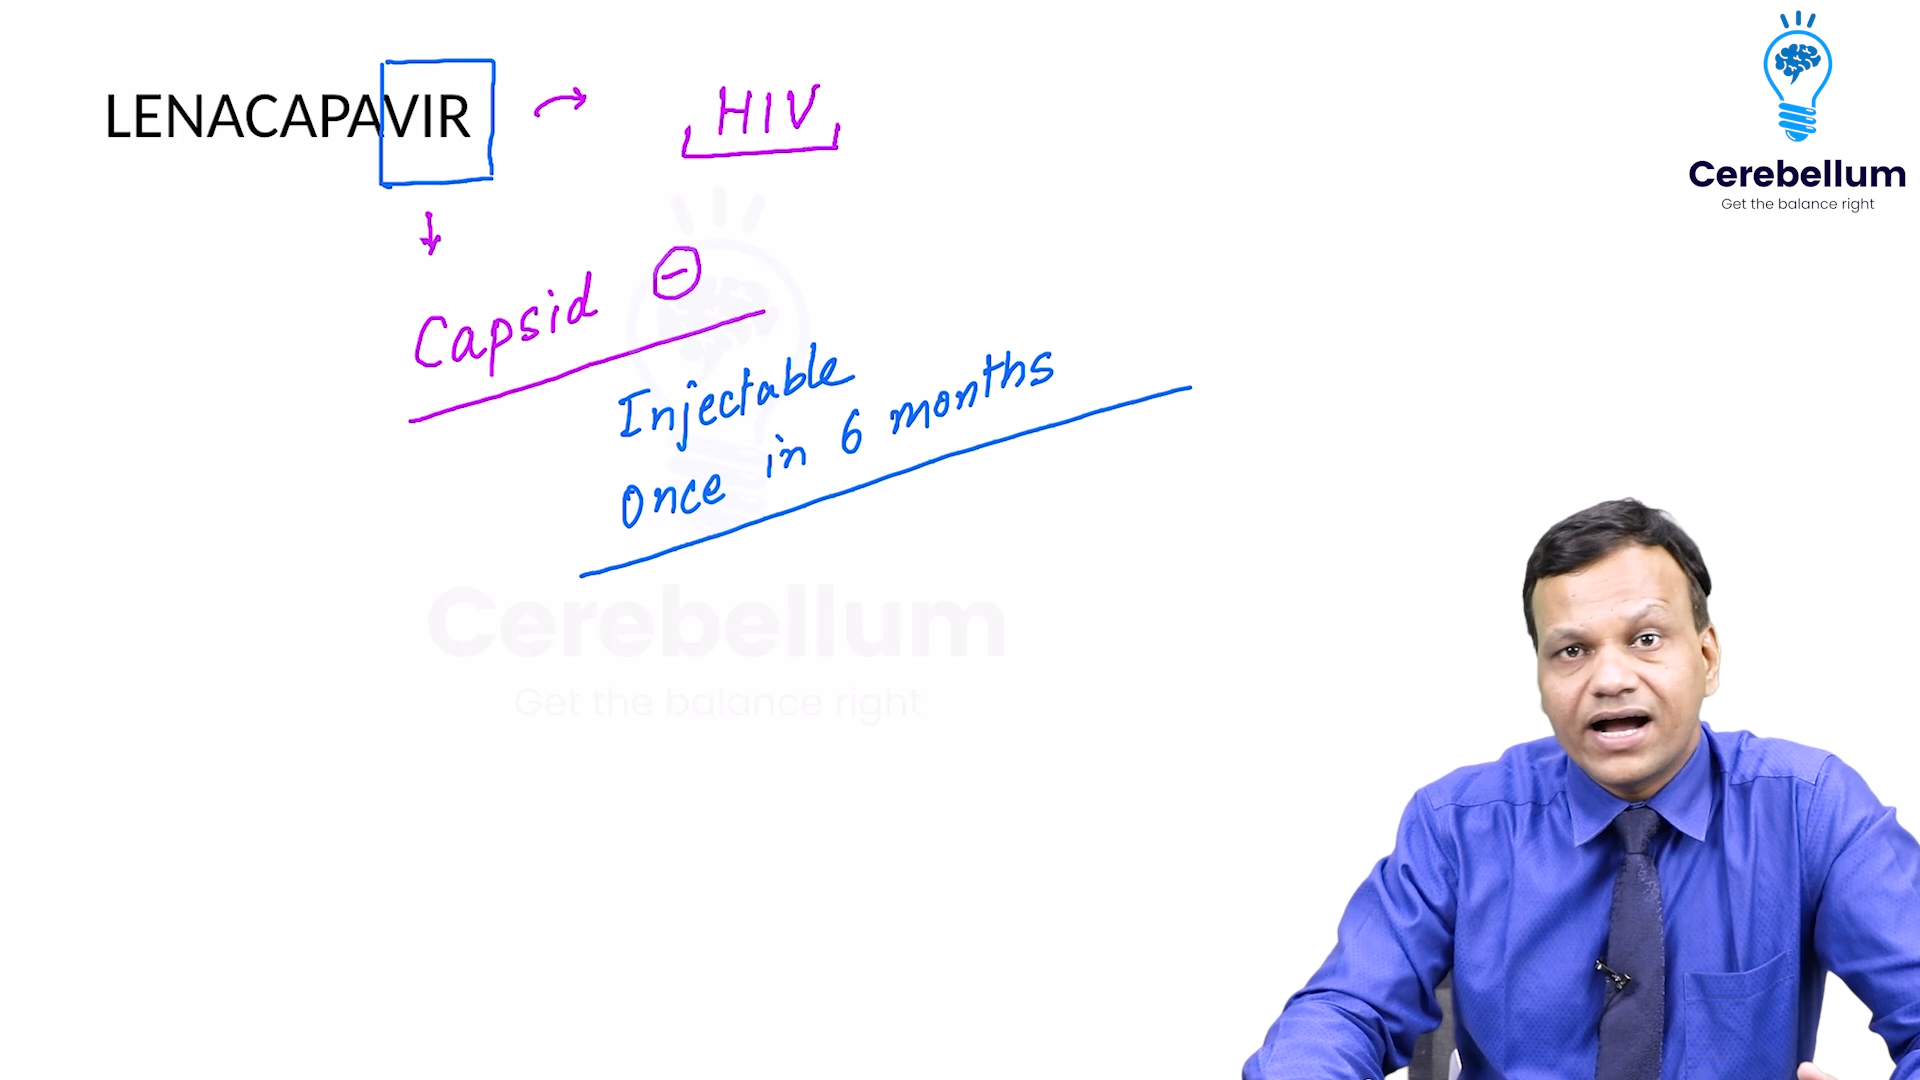 LENACAPAVIR
HIV
Capsid ⊖
Injectable
Once in 6 months
Cerebellum
Get the balance right
Cerebellum
Get the balance right